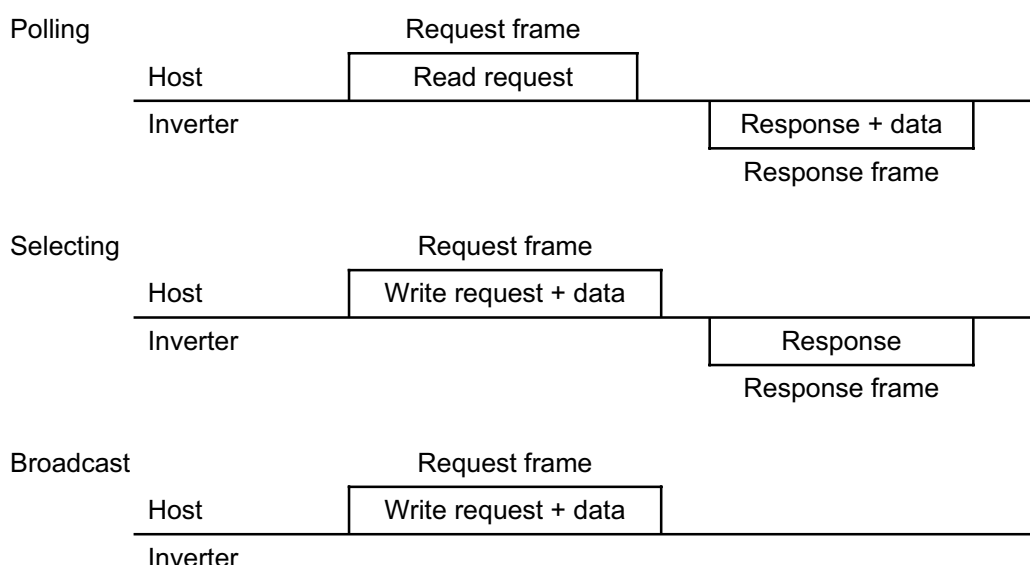 Polling
Request frame
Host
Read request
Inverter
Response + data
Response frame
Selecting
Request frame
Host
Write request + data
Inverter
Response
Response frame
Broadcast
Request frame
Host
Write request + data
Inverter